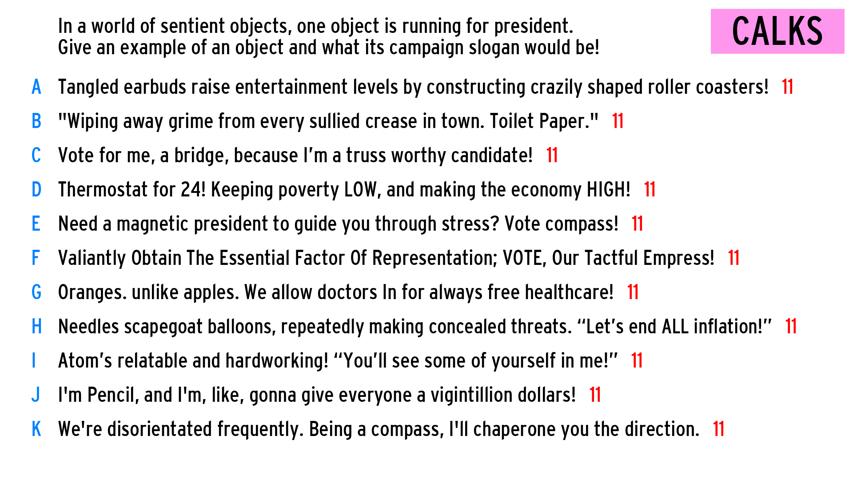 In a world of sentient objects, one object is running for president.
Give an example of an object and what its campaign slogan would be!
CALKS
A Tangled earbuds raise entertainment levels by constructing crazily shaped roller coasters! 11
B "Wiping away grime from every sullied crease in town. Toilet Paper." 11
C Vote for me, a bridge, because I'm a truss worthy candidate! 11
D Thermostat for 24! Keeping poverty LOW, and making the economy HIGH! 11
E Need a magnetic president to guide you through stress? Vote compass! 11
F Valiantly Obtain The Essential Factor Of Representation; VOTE, Our Tactful Empress! 11
G Oranges. unlike apples. We allow doctors In for always free healthcare! 11
H Needles scapegoat balloons, repeatedly making concealed threats. “Let's end ALL inflation!” 11
I Atom's relatable and hardworking! “You'll see some of yourself in me!” 11
J I'm Pencil, and I'm, like, gonna give everyone a vigintillion dollars! 11
K We're disorientated frequently. Being a compass, I'll chaperone you the direction. 11